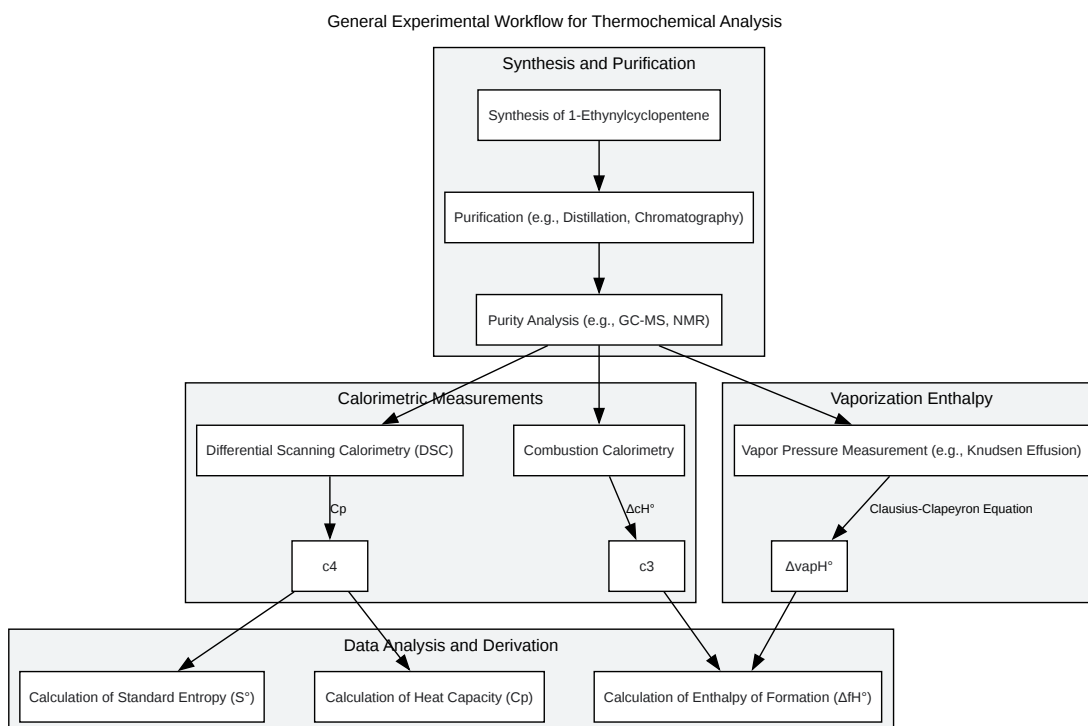 General Experimental Workflow for Thermochemical Analysis
Synthesis and Purification
Synthesis of 1-Ethynylcyclopentene
Purification (e.g., Distillation, Chromatography)
Purity Analysis (e.g., GC-MS, NMR)
Calorimetric Measurements
Vaporization Enthalpy
Differential Scanning Calorimetry (DSC)
Combustion Calorimetry
Vapor Pressure Measurement (e.g., Knudsen Effusion)
Cp
ΔcH°
Clausius-Clapeyron Equation
c4
c3
ΔvapH°
Data Analysis and Derivation
Calculation of Standard Entropy (S°)
Calculation of Heat Capacity (Cp)
Calculation of Enthalpy of Formation (ΔfH°)